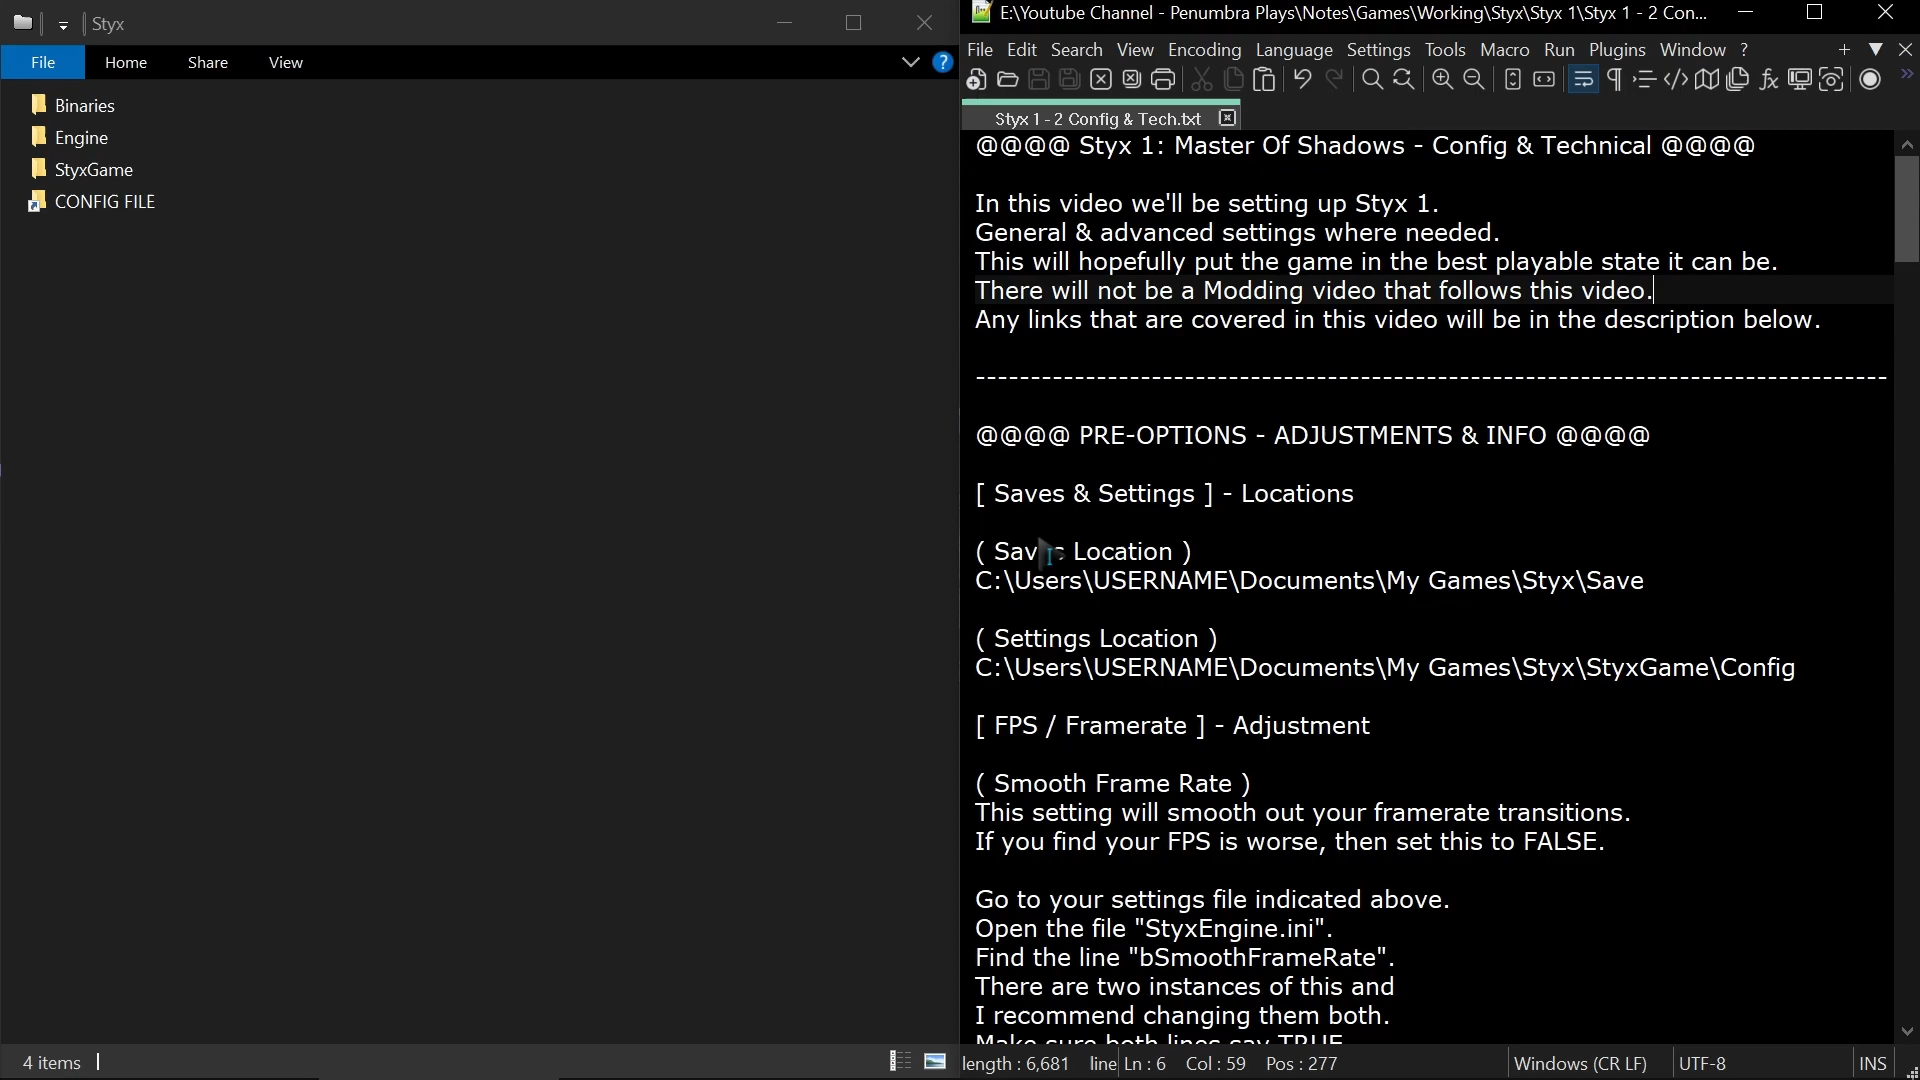 Styx
File
Home
Share
View
Binaries
Engine
StyxGame
CONFIG FILE
4 items
E:\Youtube Channel - Penumbra Plays\Notes\Games\Working\Styx\Styx 1\Styx 1 - 2 Con...
File Edit Search View Encoding Language Settings Tools Macro Run Plugins Window ?
Styx 1 - 2 Config & Tech.txt
@@@@ Styx 1: Master Of Shadows - Config & Technical @@@@
In this video we'll be setting up Styx 1.
General & advanced settings where needed.
This will hopefully put the game in the best playable state it can be.
There will not be a Modding video that follows this video.
Any links that are covered in this video will be in the description below.
--------------------------------------------------------------------------------
@@@@ PRE-OPTIONS - ADJUSTMENTS & INFO @@@@
[ Saves & Settings ] - Locations
( Saves Location )
C:\Users\USERNAME\Documents\My Games\Styx\Save
( Settings Location )
C:\Users\USERNAME\Documents\My Games\Styx\StyxGame\Config
[ FPS / Framerate ] - Adjustment
( Smooth Frame Rate )
This setting will smooth out your framerate transitions.
If you find your FPS is worse, then set this to FALSE.
Go to your settings file indicated above.
Open the file "StyxEngine.ini".
Find the line "bSmoothFrameRate".
There are two instances of this and
I recommend changing them both.
Make sure both lines say TRUE
length : 6,681 line Ln : 6 Col : 59 Pos : 277 Windows (CR LF) UTF-8 INS